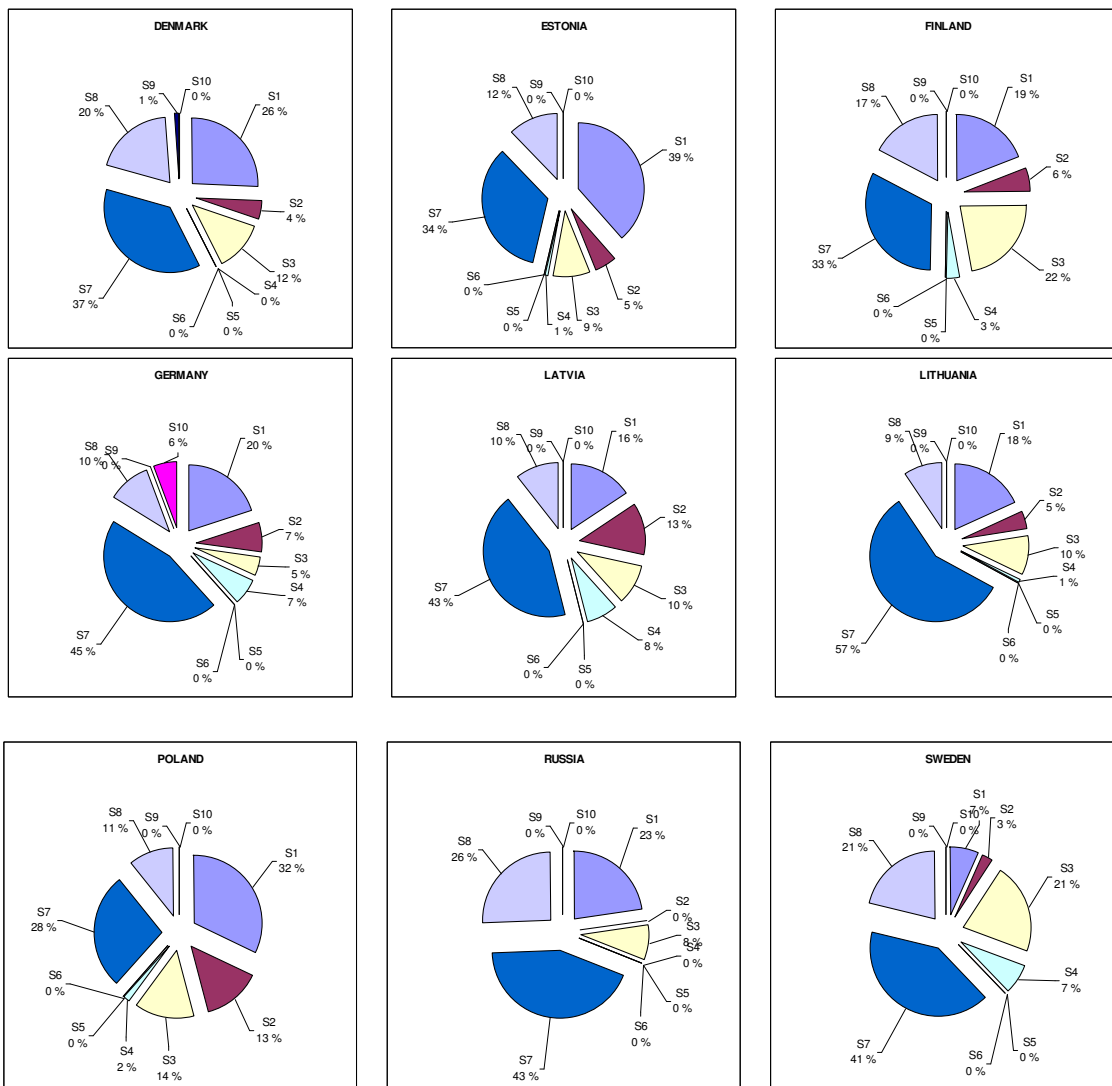 DENMARK
S1
26 %
S2
4 %
S3
12 %
S4
0 %
S5
0 %
S6
0 %
S7
37 %
S8
20 %
S9
1 %
S10
0 %
ESTONIA
S1
39 %
S2
5 %
S3
9 %
S4
1 %
S5
0 %
S6
0 %
S7
34 %
S8
12 %
S9
0 %
S10
0 %
FINLAND
S1
19 %
S2
6 %
S3
22 %
S4
3 %
S5
0 %
S6
0 %
S7
33 %
S8
17 %
S9
0 %
S10
0 %
GERMANY
S1
20 %
S2
7 %
S3
5 %
S4
7 %
S5
0 %
S6
0 %
S7
45 %
S8
10 %
S9
0 %
S10
6 %
LATVIA
S1
16 %
S2
13 %
S3
10 %
S4
8 %
S5
0 %
S6
0 %
S7
43 %
S8
10 %
S9
0 %
S10
0 %
LITHUANIA
S1
18 %
S2
5 %
S3
10 %
S4
1 %
S5
0 %
S6
0 %
S7
57 %
S8
9 %
S9
0 %
S10
0 %
POLAND
S1
32 %
S2
13 %
S3
14 %
S4
2 %
S5
0 %
S6
0 %
S7
28 %
S8
11 %
S9
0 %
S10
0 %
RUSSIA
S1
23 %
S2
0 %
S3
8 %
S4
0 %
S5
0 %
S6
0 %
S7
43 %
S8
26 %
S9
0 %
S10
0 %
SWEDEN
S1
7 %
S2
3 %
S3
21 %
S4
7 %
S5
0 %
S6
0 %
S7
41 %
S8
21 %
S9
0 %
S10
0 %